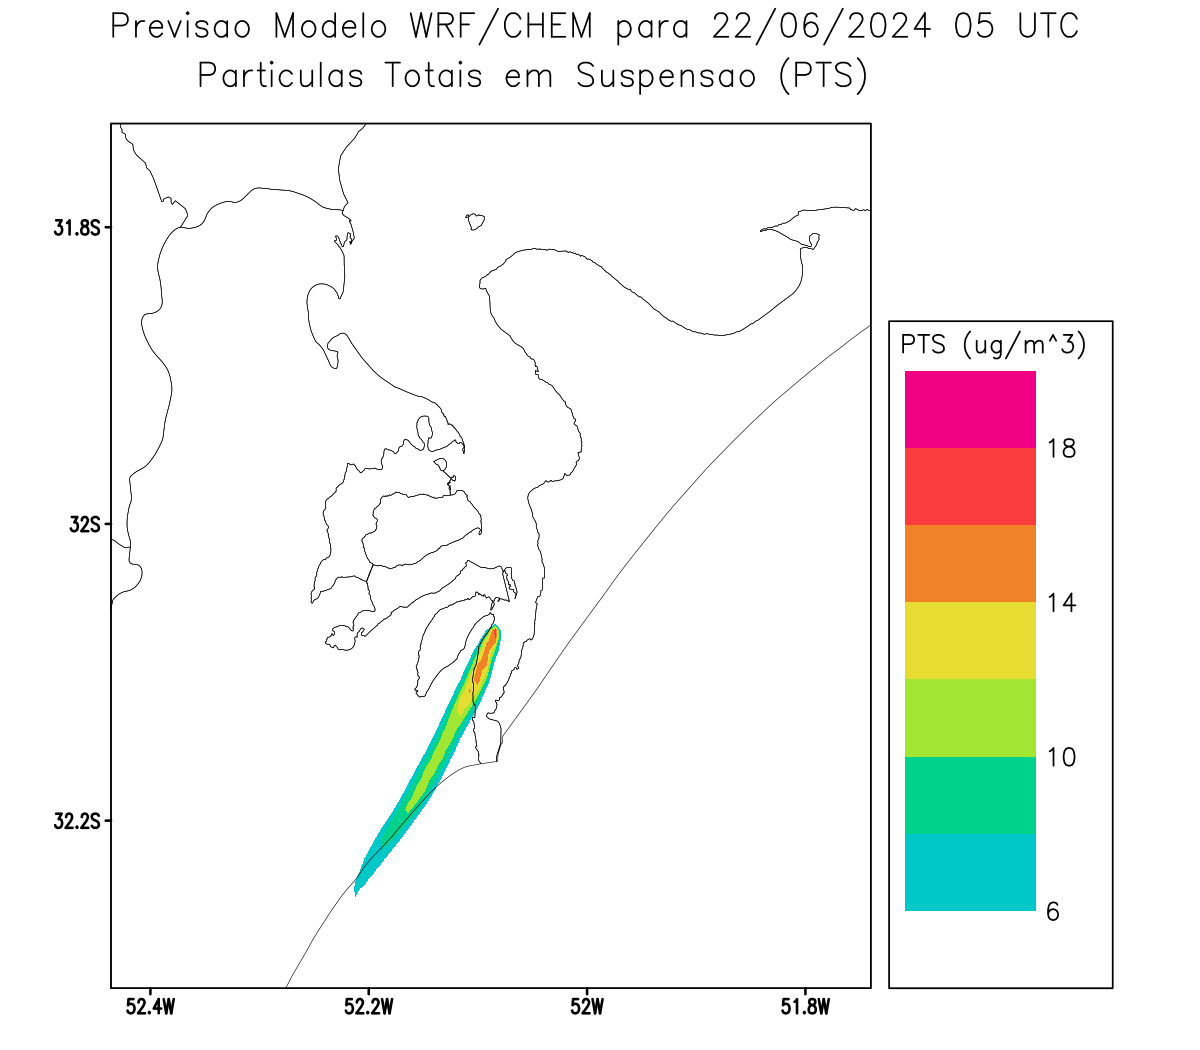 Previsao Modelo WRF/CHEM para 22/06/2024 05 UTC
Particulas Totais em Suspensao (PTS)
31.8S
32S
32.2S
52.4W
52.2W
52W
51.8W
PTS (ug/m^3)
18
14
10
6